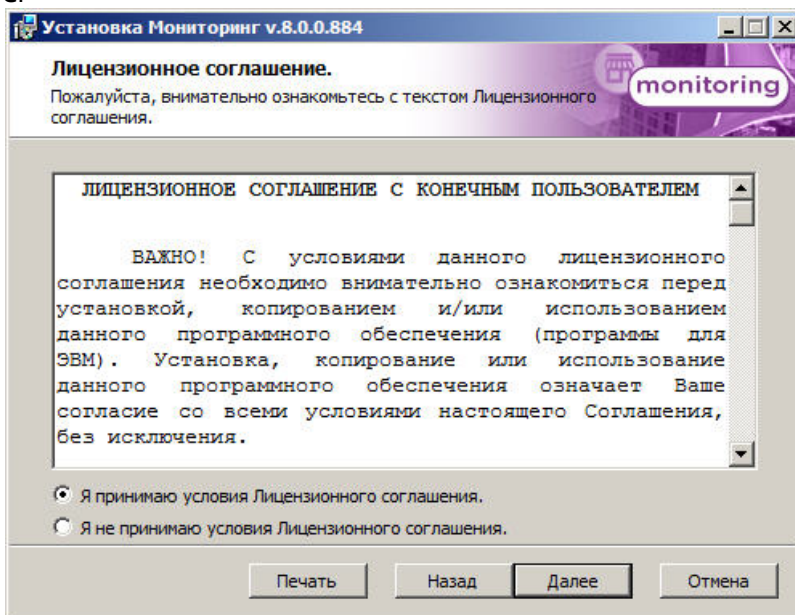 Установка Мониторинг v.8.0.0.884
Лицензионное соглашение.
Пожалуйста, внимательно ознакомьтесь с текстом Лицензионного
соглашения.
monitoring
ЛИЦЕНЗИОННОЕ СОГЛАШЕНИЕ С КОНЕЧНЫМ ПОЛЬЗОВАТЕЛЕМ
ВАЖНО! С условиями данного лицензионного
соглашения необходимо внимательно ознакомиться перед
установкой, копированием и/или использованием
данного программного обеспечения (программы для
ЭВМ). Установка, копирование или использование
данного программного обеспечения означает Ваше
согласие со всеми условиями настоящего Соглашения,
без исключения.
Я принимаю условия Лицензионного соглашения.
Я не принимаю условия Лицензионного соглашения.
Печать Назад Далее Отмена